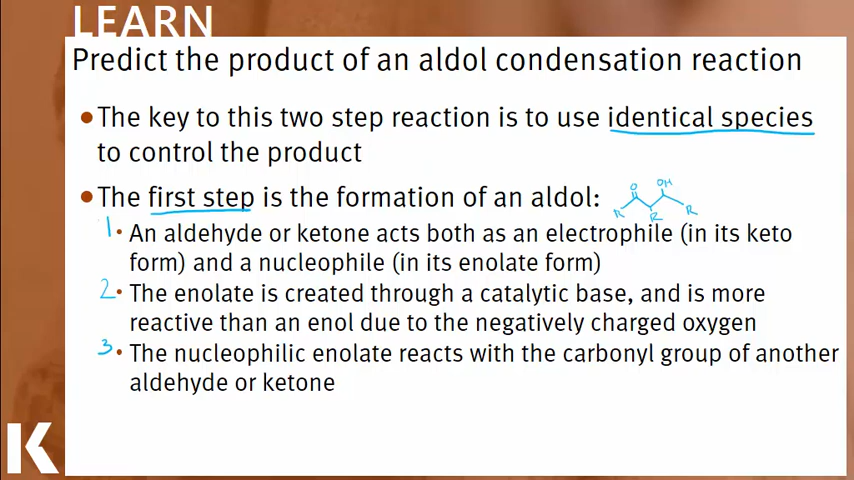 LEARN
Predict the product of an aldol condensation reaction
• The key to this two step reaction is to use identical species
to control the product
• The first step is the formation of an aldol:
O OH
R R R
1 • An aldehyde or ketone acts both as an electrophile (in its keto
form) and a nucleophile (in its enolate form)
2 • The enolate is created through a catalytic base, and is more
reactive than an enol due to the negatively charged oxygen
3 • The nucleophilic enolate reacts with the carbonyl group of another
aldehyde or ketone
K